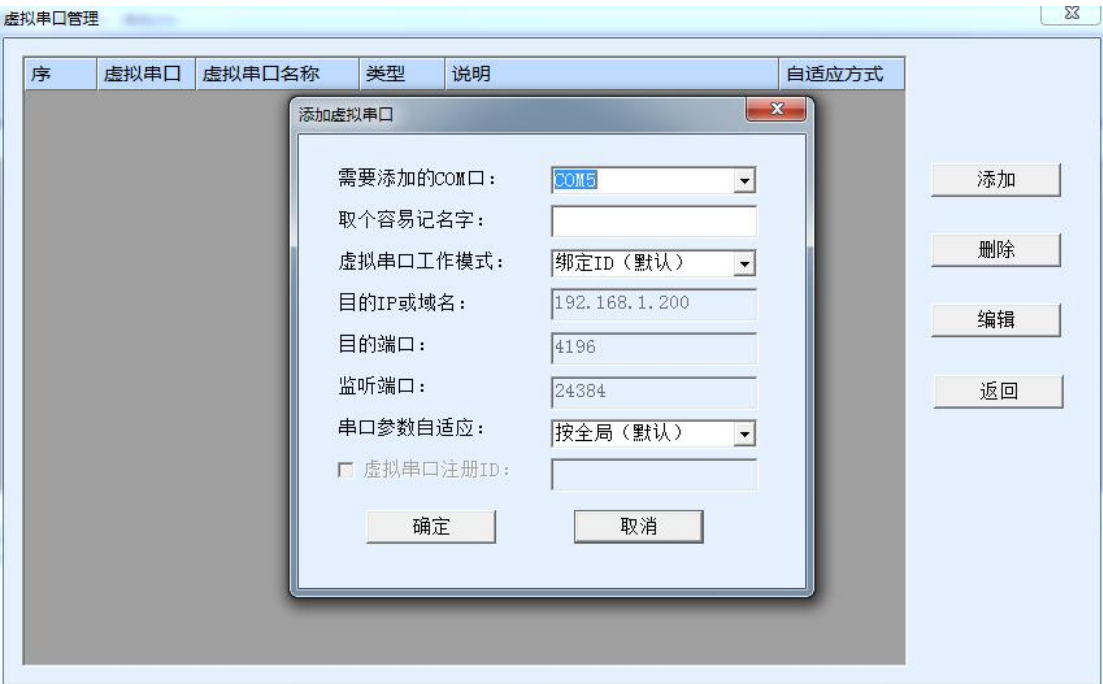 虚拟串口管理
序 虚拟串口 虚拟串口名称 类型 说明 自适应方式
添加虚拟串口
需要添加的COM口: COM5
取个容易记名字:
虚拟串口工作模式: 绑定ID（默认）
目的IP或域名: 192.168.1.200
目的端口: 4196
监听端口: 24384
串口参数自适应: 按全局（默认）
虚拟串口注册ID:
确定 取消
添加
删除
编辑
返回